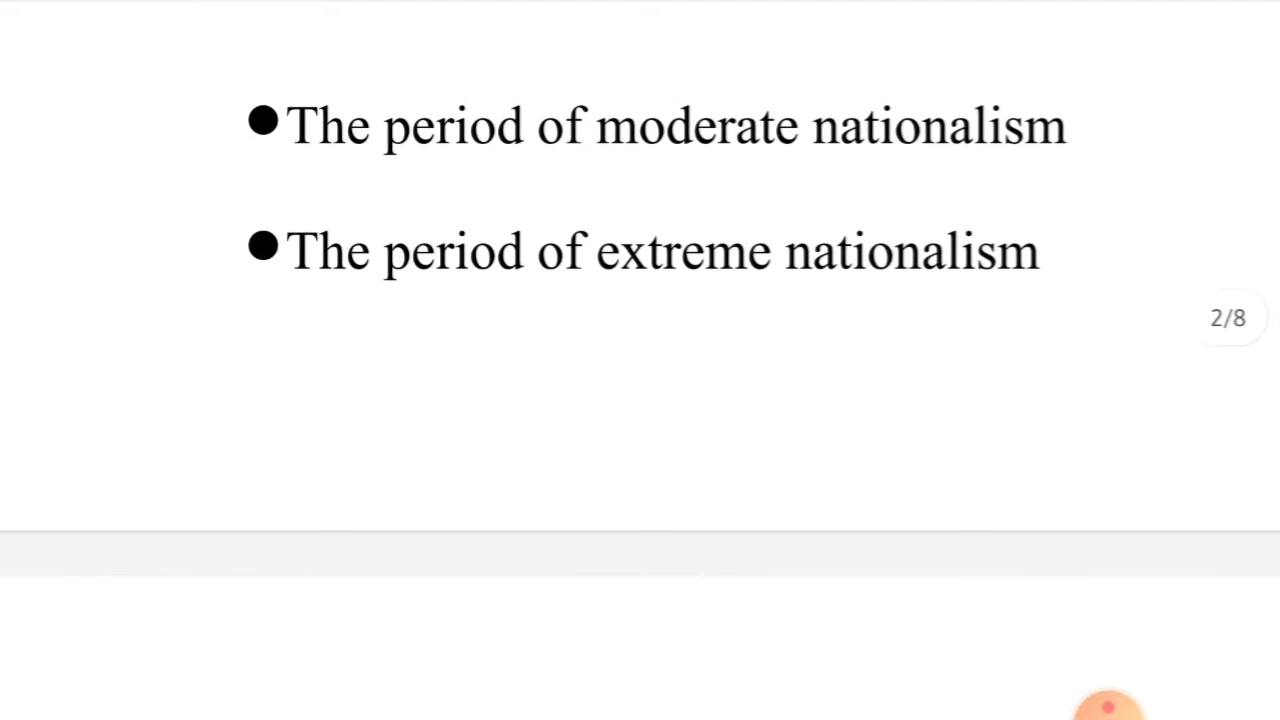 ●The period of moderate nationalism
●The period of extreme nationalism
2/8